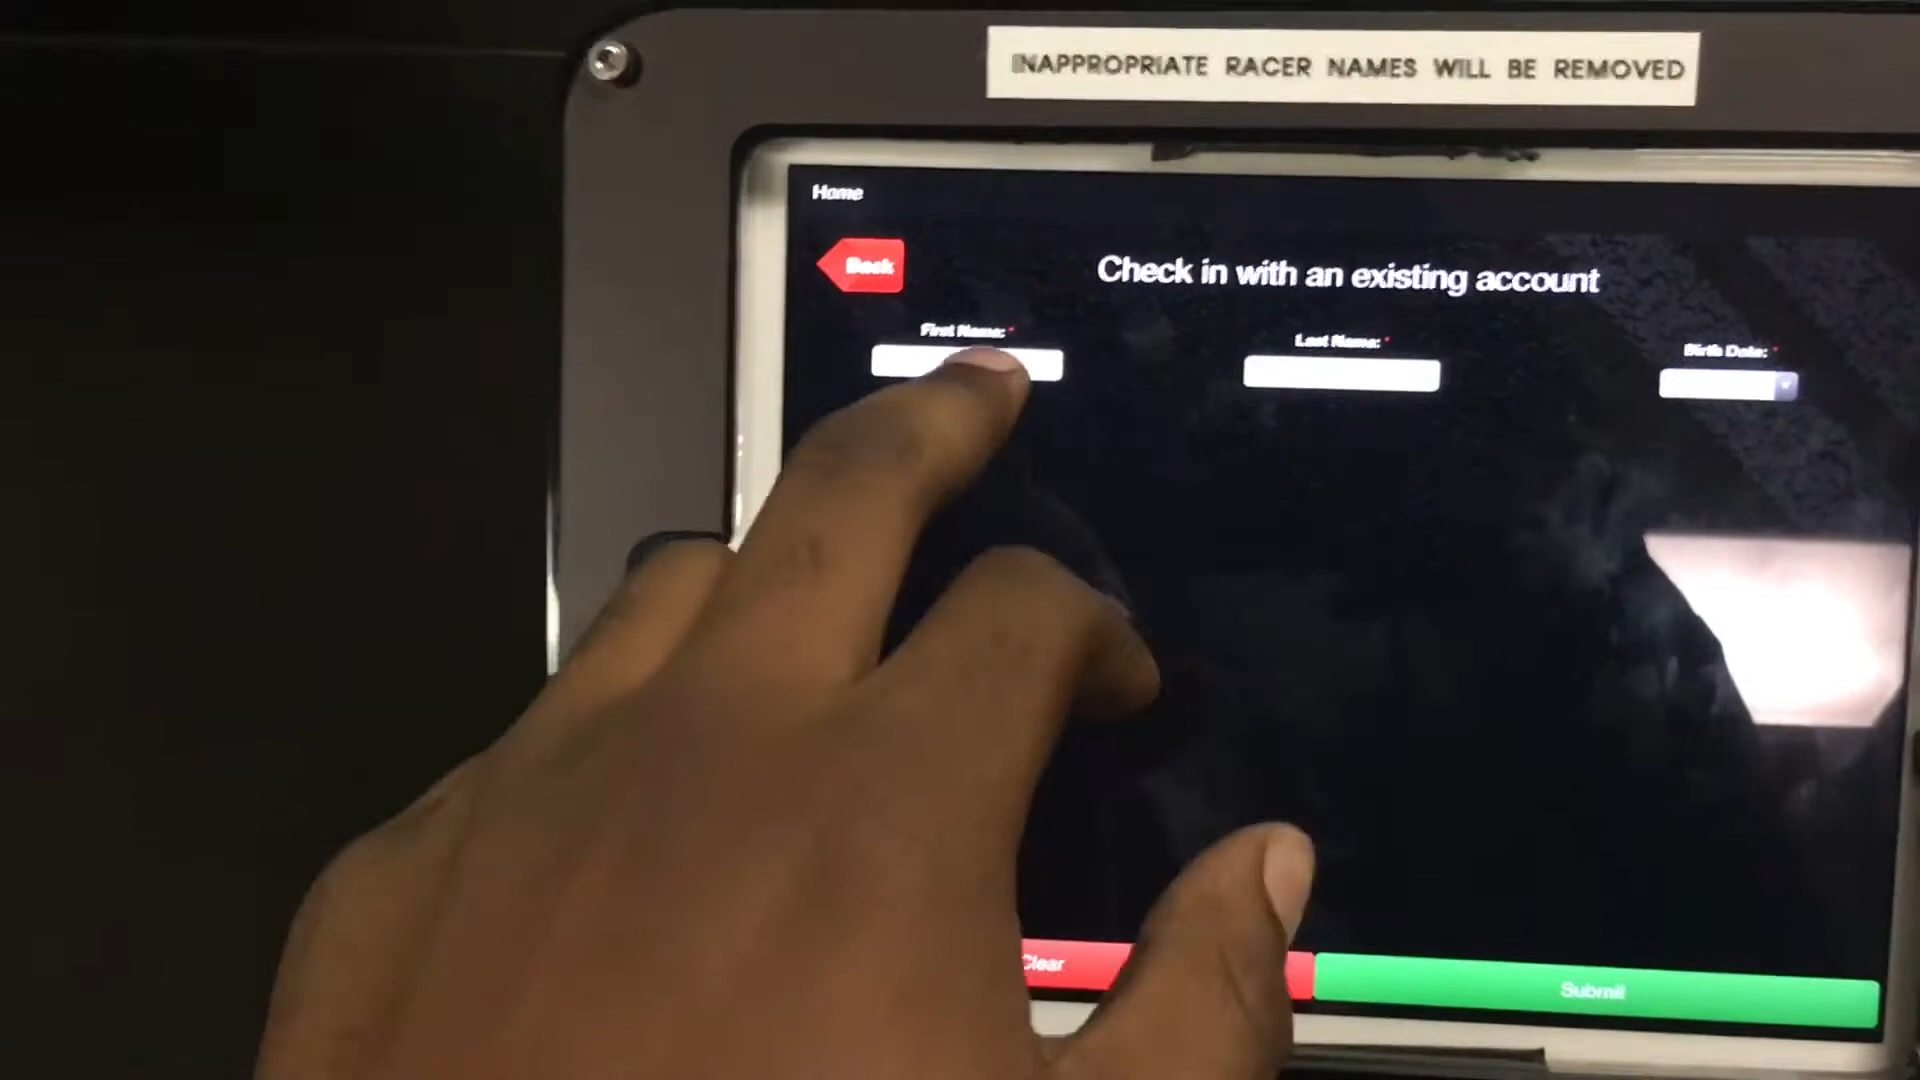 INAPPROPRIATE RACER NAMES WILL BE REMOVED
Home
Back
Check in with an existing account
First Name: *
Last Name: *
Birth Date: *
Clear
Submit